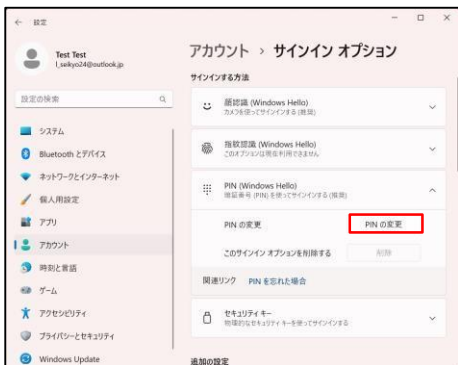 ← 設定
Test Test
l_seikyo24@outlook.jp
設定の検索
システム
Bluetooth とデバイス
ネットワークとインターネット
個人用設定
アプリ
アカウント
時刻と言語
ゲーム
アクセシビリティ
プライバシーとセキュリティ
Windows Update
アカウント > サインイン オプション
サインインする方法
顔認識 (Windows Hello)
カメラを使ってサインインする (推奨)
指紋認識 (Windows Hello)
このオプションは現在利用できません
PIN (Windows Hello)
暗証番号 (PIN) を使ってサインインする (推奨)
PIN の変更
PIN の変更
このサインイン オプションを削除する
削除
関連リンク PIN を忘れた場合
セキュリティ キー
物理的なセキュリティ キーを使ってサインインする
追加の設定